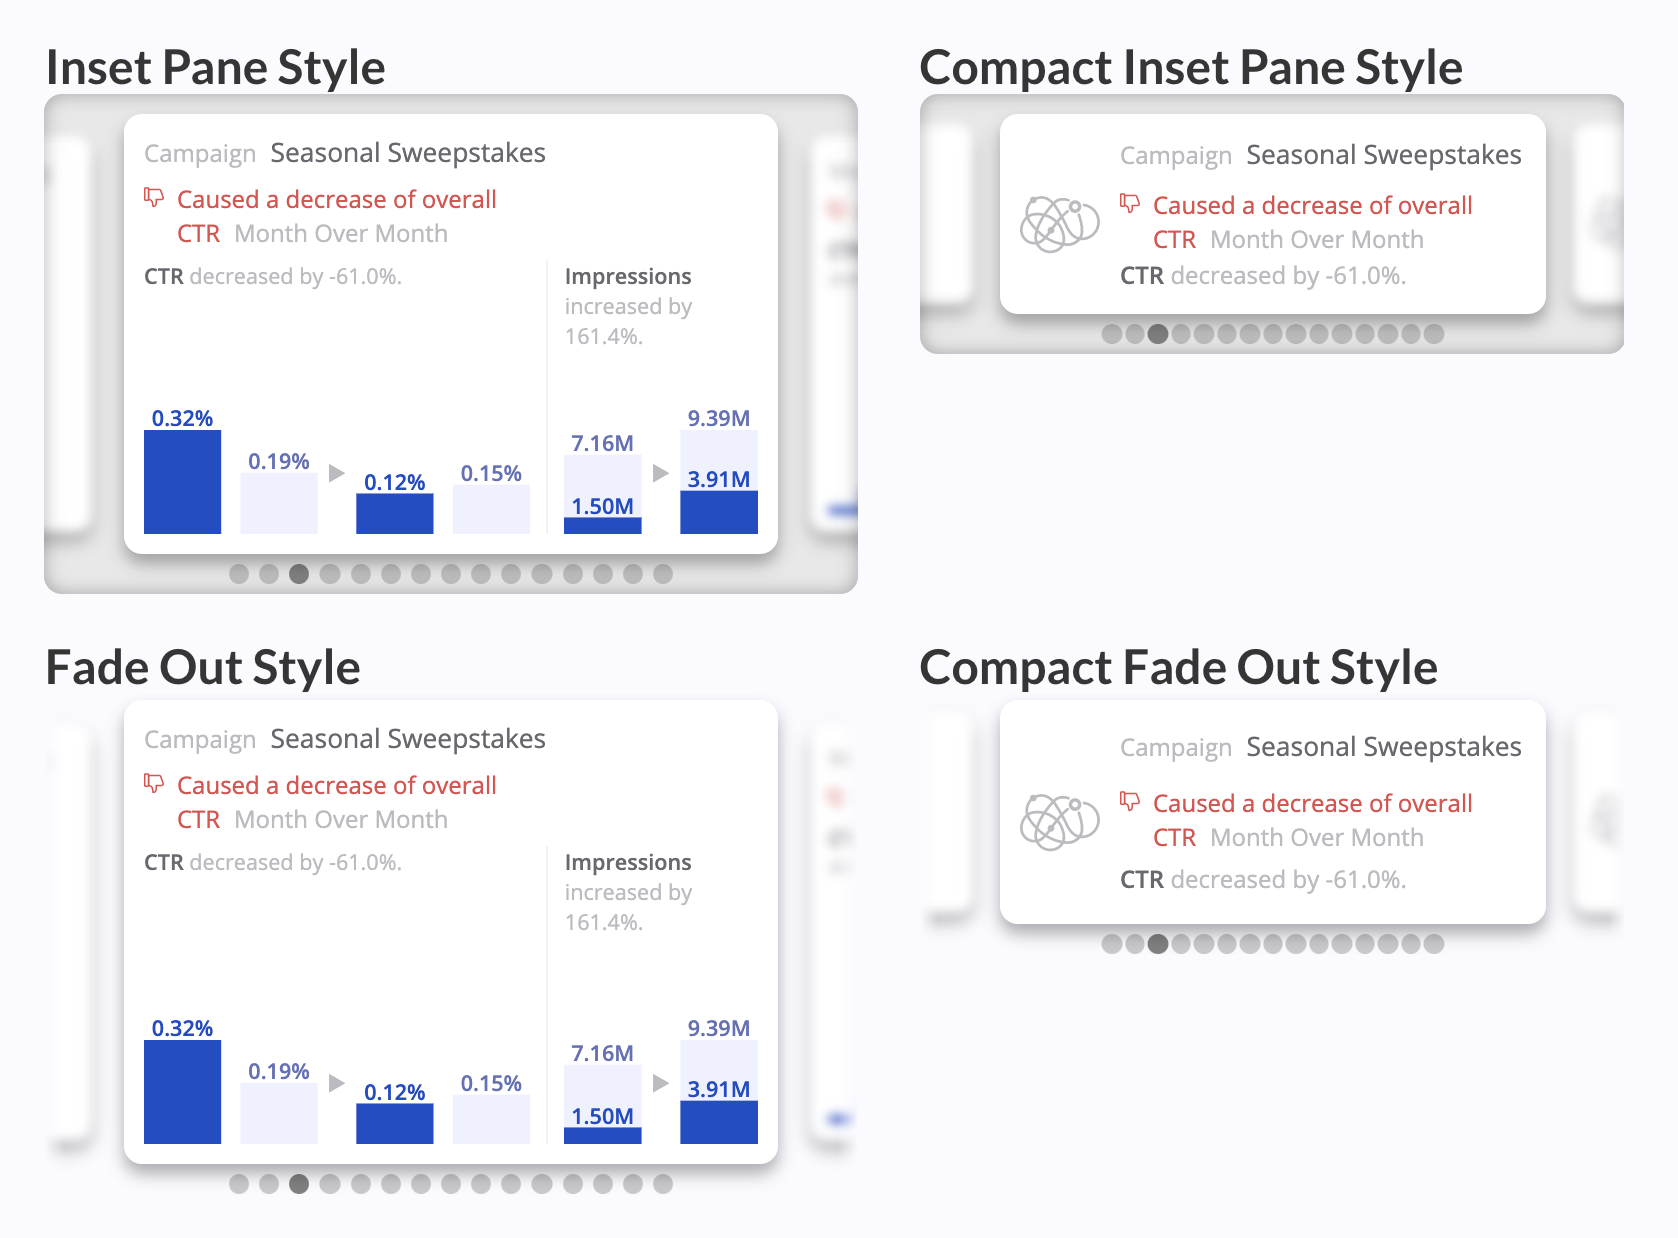 Inset Pane Style
Campaign Seasonal Sweepstakes
Caused a decrease of overall
CTR Month Over Month
CTR decreased by -61.0%.
Impressions
increased by
161.4%.
0.32%
0.19%
0.12%
0.15%
7.16M
1.50M
9.39M
3.91M
Compact Inset Pane Style
Campaign Seasonal Sweepstakes
Caused a decrease of overall
CTR Month Over Month
CTR decreased by -61.0%.
Fade Out Style
Campaign Seasonal Sweepstakes
Caused a decrease of overall
CTR Month Over Month
CTR decreased by -61.0%.
Impressions
increased by
161.4%.
0.32%
0.19%
0.12%
0.15%
7.16M
1.50M
9.39M
3.91M
Compact Fade Out Style
Campaign Seasonal Sweepstakes
Caused a decrease of overall
CTR Month Over Month
CTR decreased by -61.0%.